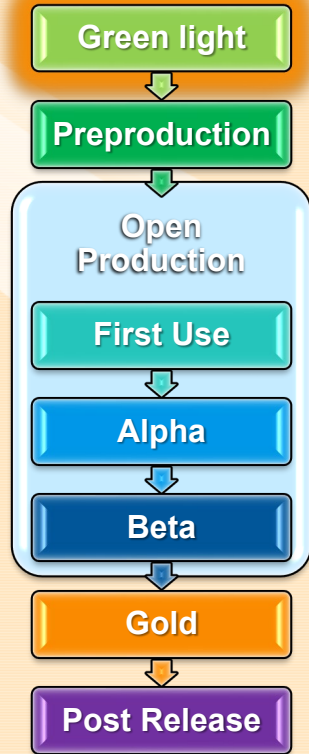 Green light
Preproduction
Open
Production
First Use
Alpha
Beta
Gold
Post Release